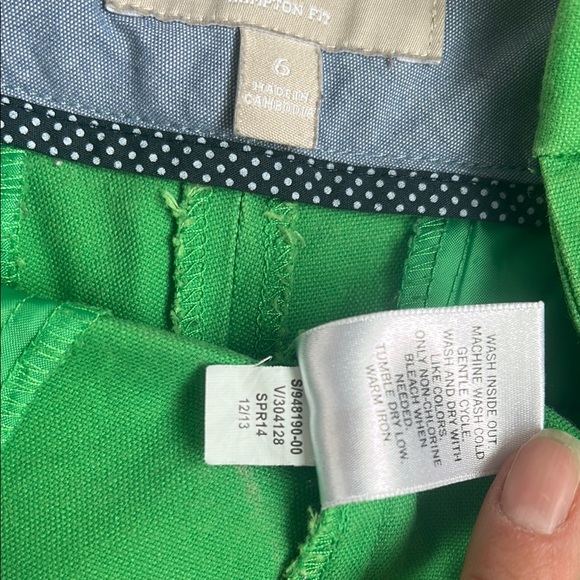 HAMPTON FIT
6
MADE IN
CAMBODIA
S/948190-00
V/304128
SPR14
12/13
WASH INSIDE OUT.
MACHINE WASH COLD
GENTLE CYCLE.
WASH AND DRY WITH
LIKE COLORS.
ONLY NON-CHLORINE
BLEACH WHEN
NEEDED.
TUMBLE DRY LOW.
WARM IRON